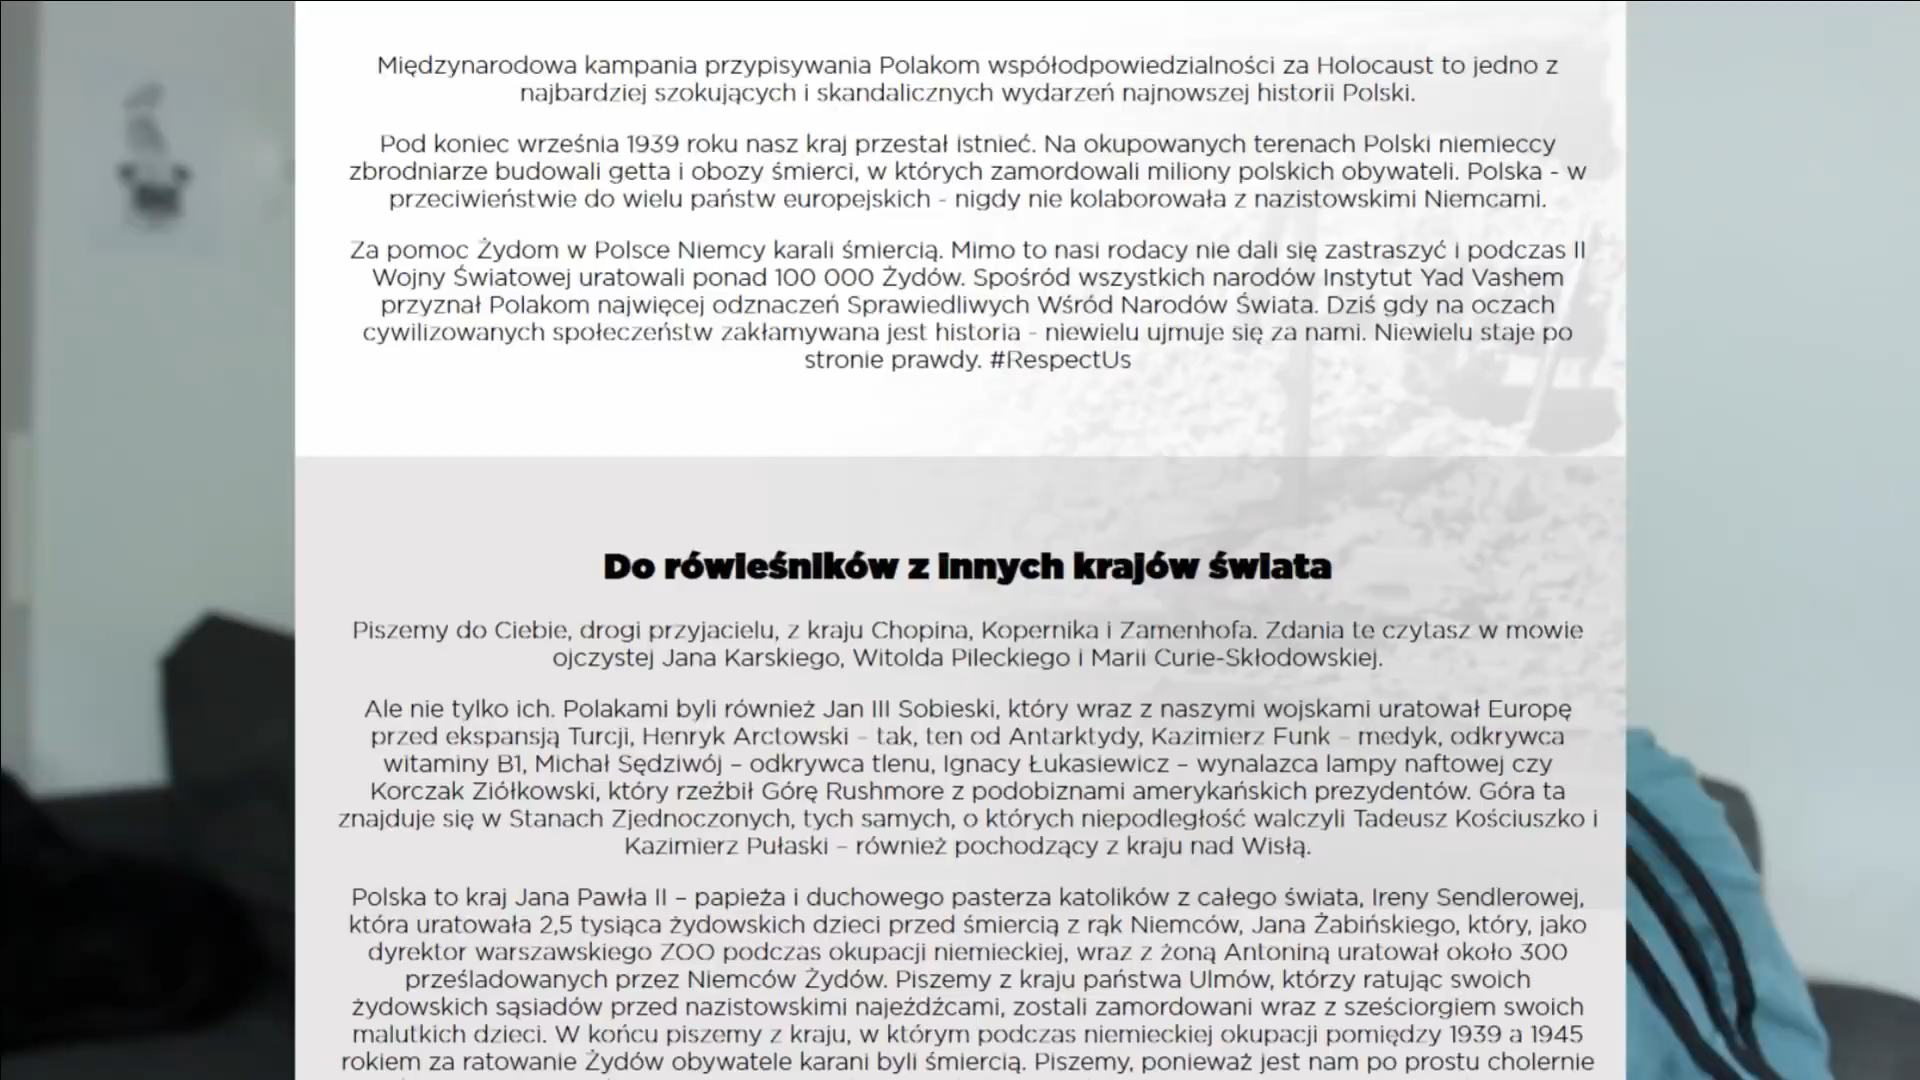 Międzynarodowa kampania przypisywania Polakom współodpowiedzialności za Holocaust to jedno z
najbardziej szokujących i skandalicznych wydarzeń najnowszej historii Polski.
Pod koniec września 1939 roku nasz kraj przestał istnieć. Na okupowanych terenach Polski niemieccy
zbrodniarze budowali getta i obozy śmierci, w których zamordowali miliony polskich obywateli. Polska - w
przeciwieństwie do wielu państw europejskich - nigdy nie kolaborowała z nazistowskimi Niemcami.
Za pomoc Żydom w Polsce Niemcy karali śmiercią. Mimo to nasi rodacy nie dali się zastraszyć i podczas II
Wojny Światowej uratowali ponad 100 000 Żydów. Spośród wszystkich narodów Instytut Yad Vashem
przyznał Polakom najwięcej odznaczeń Sprawiedliwych Wśród Narodów Świata. Dziś gdy na oczach
cywilizowanych społeczeństw zakłamywana jest historia - niewielu ujmuje się za nami. Niewielu staje po
stronie prawdy. #RespectUs
Do rówieśników z innych krajów świata
Piszemy do Ciebie, drogi przyjacielu, z kraju Chopina, Kopernika i Zamenhofa. Zdania te czytasz w mowie
ojczystej Jana Karskiego, Witolda Pileckiego i Marii Curie-Skłodowskiej.
Ale nie tylko ich. Polakami byli również Jan III Sobieski, który wraz z naszymi wojskami uratował Europę
przed ekspansją Turcji, Henryk Arctowski – tak, ten od Antarktydy, Kazimierz Funk – medyk, odkrywca
witaminy B1, Michał Sędziwój – odkrywca tlenu, Ignacy Łukasiewicz – wynalazca lampy naftowej czy
Korczak Ziółkowski, który rzeźbił Górę Rushmore z podobiznami amerykańskich prezydentów. Góra ta
znajduje się w Stanach Zjednoczonych, tych samych, o których niepodległość walczyli Tadeusz Kościuszko i
Kazimierz Pułaski – również pochodzący z kraju nad Wisłą.
Polska to kraj Jana Pawła II – papieża i duchowego pasterza katolików z całego świata, Ireny Sendlerowej,
która uratowała 2,5 tysiąca żydowskich dzieci przed śmiercią z rąk Niemców, Jana Żabińskiego, który, jako
dyrektor warszawskiego ZOO podczas okupacji niemieckiej, wraz z żoną Antoniną uratował około 300
prześladowanych przez Niemców Żydów. Piszemy z kraju państwa Ulmów, którzy ratując swoich
żydowskich sąsiadów przed nazistowskimi najeźdźcami, zostali zamordowani wraz z sześciorgiem swoich
malutkich dzieci. W końcu piszemy z kraju, w którym podczas niemieckiej okupacji pomiędzy 1939 a 1945
rokiem za ratowanie Żydów obywatele karani byli śmiercią. Piszemy, ponieważ jest nam po prostu cholernie